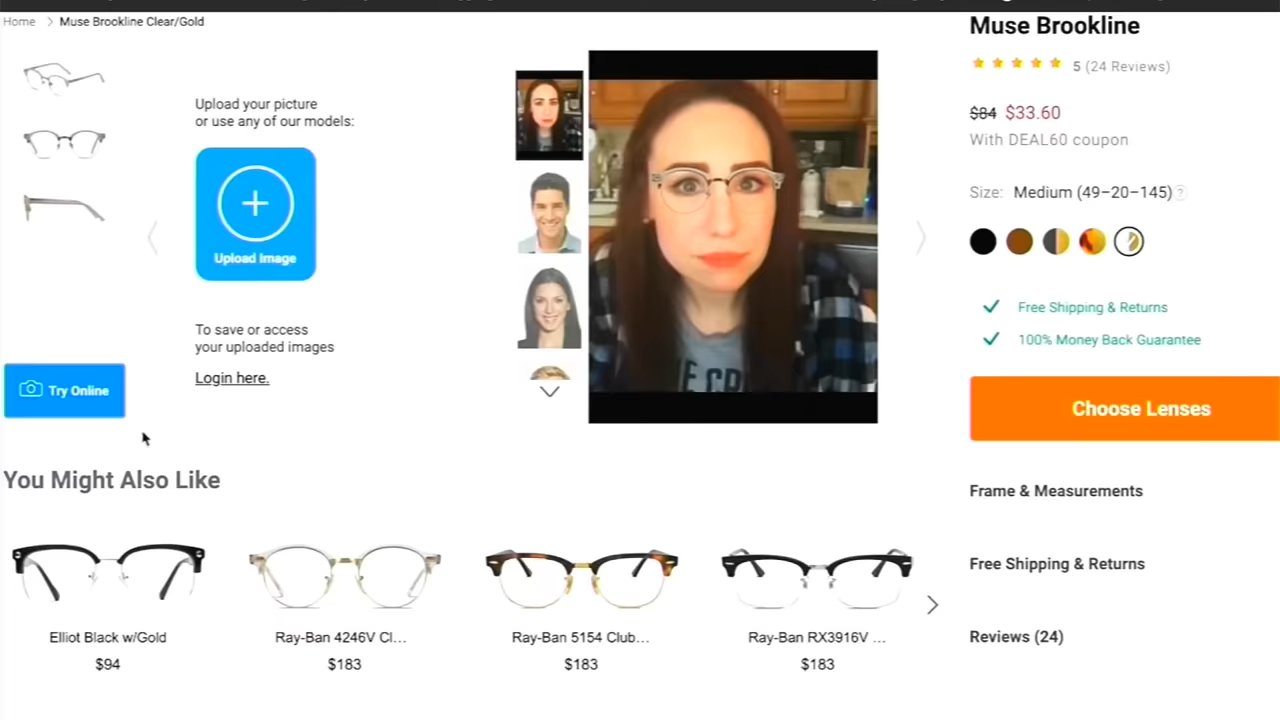 Home > Muse Brookline Clear/Gold
Upload your picture
or use any of our models:
Upload Image
To save or access
your uploaded images
Login here.
Try Online
Muse Brookline
5 (24 Reviews)
$84 $33.60
With DEAL60 coupon
Size: Medium (49–20–145) ?
Free Shipping & Returns
100% Money Back Guarantee
Choose Lenses
Frame & Measurements
Free Shipping & Returns
Reviews (24)
You Might Also Like
Elliot Black w/Gold
$94
Ray-Ban 4246V Cl...
$183
Ray-Ban 5154 Club...
$183
Ray-Ban RX3916V ...
$183